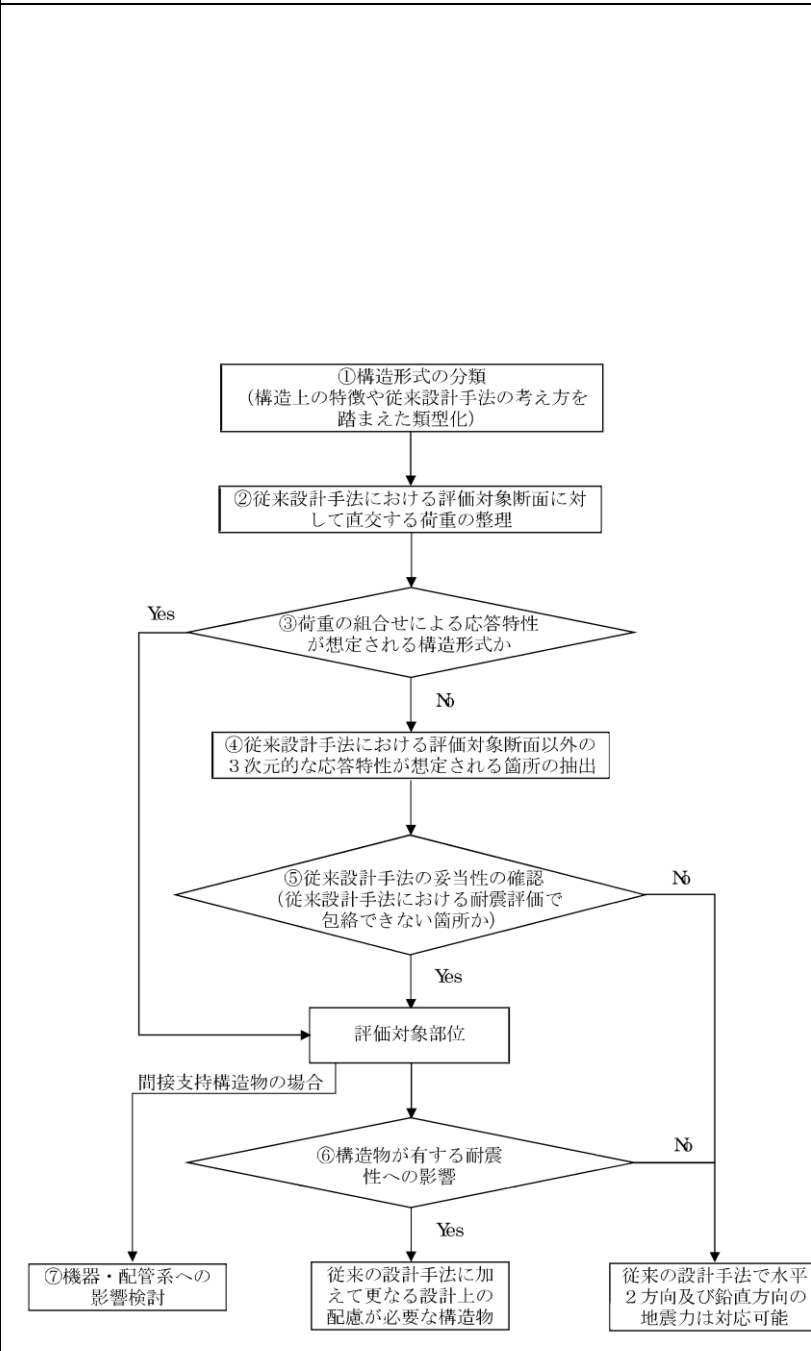 ①構造形式の分類
(構造上の特徴や従来設計手法の考え方を
踏まえた類型化)
②従来設計手法における評価対象断面に対
して直交する荷重の整理
Yes
③荷重の組合せによる応答特性
が想定される構造形式か
No
④従来設計手法における評価対象断面以外の
3次元的な応答特性が想定される箇所の抽出
⑤従来設計手法の妥当性の確認
(従来設計手法における耐震評価で
包絡できない箇所か)
No
Yes
評価対象部位
間接支持構造物の場合
⑥構造物が有する耐震
性への影響
No
Yes
⑦機器・配管系への
影響検討
従来の設計手法に加
えて更なる設計上の
配慮が必要な構造物
従来の設計手法で水平
2方向及び鉛直方向の
地震力は対応可能